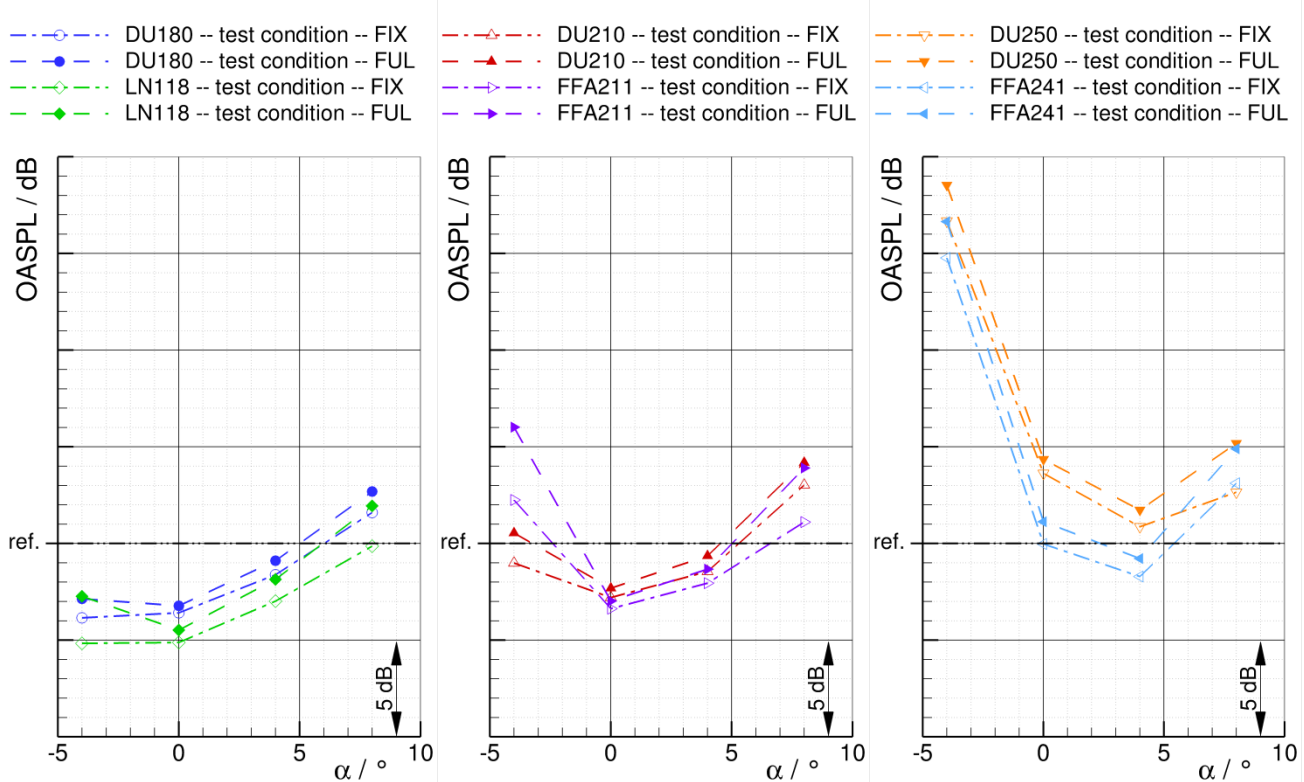 DU180 -- test condition -- FIX
DU180 -- test condition -- FUL
LN118 -- test condition -- FIX
LN118 -- test condition -- FUL
DU210 -- test condition -- FIX
DU210 -- test condition -- FUL
FFA211 -- test condition -- FIX
FFA211 -- test condition -- FUL
DU250 -- test condition -- FIX
DU250 -- test condition -- FUL
FFA241 -- test condition -- FIX
FFA241 -- test condition -- FUL
OASPL / dB
ref.
5 dB
-5 0 5 10
α / °
OASPL / dB
ref.
5 dB
-5 0 5 10
α / °
OASPL / dB
ref.
5 dB
-5 0 5 10
α / °